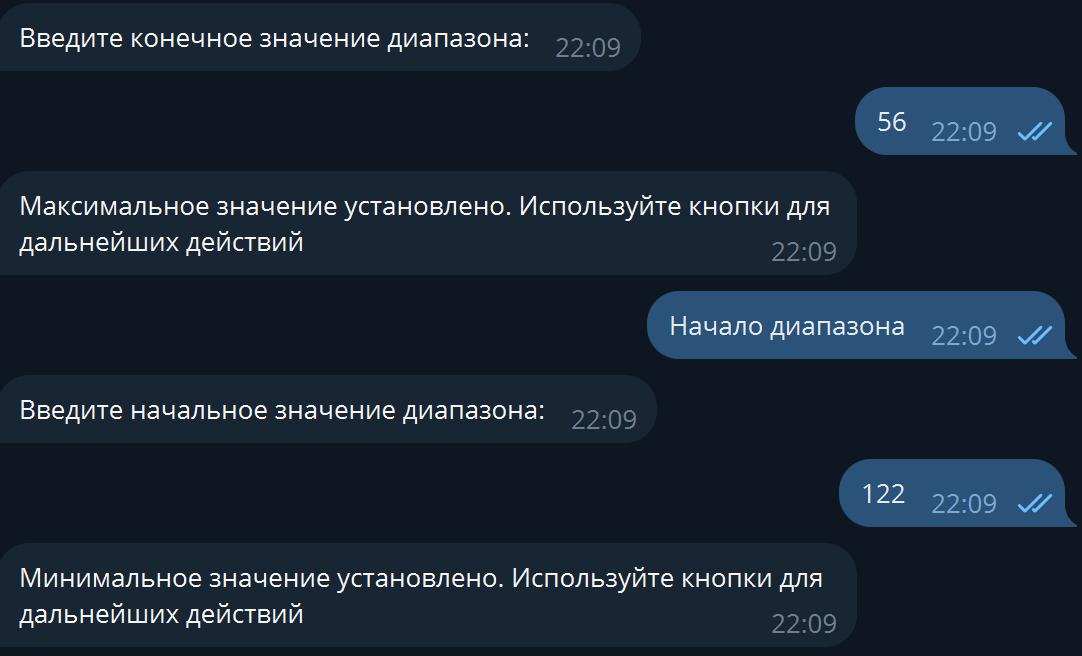 Введите конечное значение диапазона: 22:09
56 22:09
Максимальное значение установлено. Используйте кнопки для
дальнейших действий 22:09
Начало диапазона 22:09
Введите начальное значение диапазона: 22:09
122 22:09
Минимальное значение установлено. Используйте кнопки для
дальнейших действий 22:09